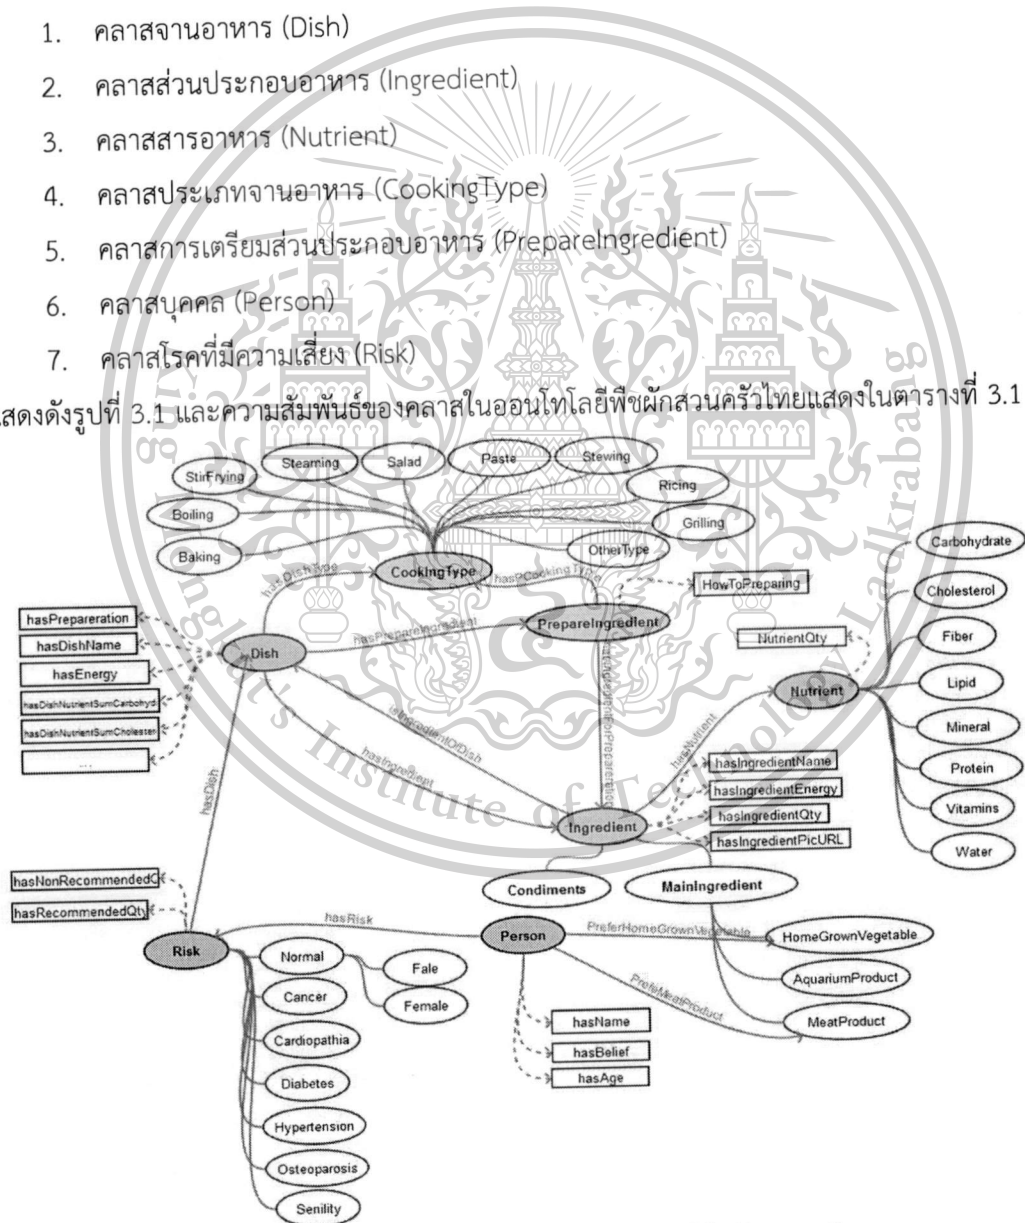 1. คลาสจานอาหาร (Dish)
2. คลาสส่วนประกอบอาหาร (Ingredient)
3. คลาสสารอาหาร (Nutrient)
4. คลาสประเภทจานอาหาร (CookingType)
5. คลาสการเตรียมส่วนประกอบอาหาร (PrepareIngredient)
6. คลาสบุคคล (Person)
7. คลาสโรคที่มีความเสี่ยง (Risk)
แสดงดังรูปที่ 3.1 และความสัมพันธ์ของคลาสในออนโทโลยีพืชผักสวนครัวไทยแสดงในตารางที่ 3.1
StirFrying
Steaming
Salad
Paste
Stewing
Ricing
Grilling
OtherType
Boiling
Baking
CookingType
hasDishType
hasPCookingType
HowToPreparing
PrepareIngredient
hasPrepareIngredient
Dish
hasPrepareration
hasDishName
hasEnergy
hasDishNutrientSumCarbohyd
hasDishNutrientSumCholester
...
isIngredientOfDish
hasIngredient
hasNutrient
NutrientQty
Nutrient
Carbohydrate
Cholesterol
Fiber
Lipid
Mineral
Protein
Vitamins
Water
Ingredient
hasIngredientName
hasIngredientEnergy
hasIngredientQty
hasIngredientPicURL
Condiments
MainIngredient
hasDish
hasNonRecommendedQ
hasRecommendedQty
Risk
hasRisk
Person
PreferHomeGrownVegetable
PrefeMeatProduct
HomeGrownVegetable
AquariumProduct
MeatProduct
hasName
hasBelief
hasAge
Normal
Fale
Female
Cancer
Cardiopathia
Diabetes
Hypertension
Osteoparosis
Senility
Institute of Technology Ladkrabang